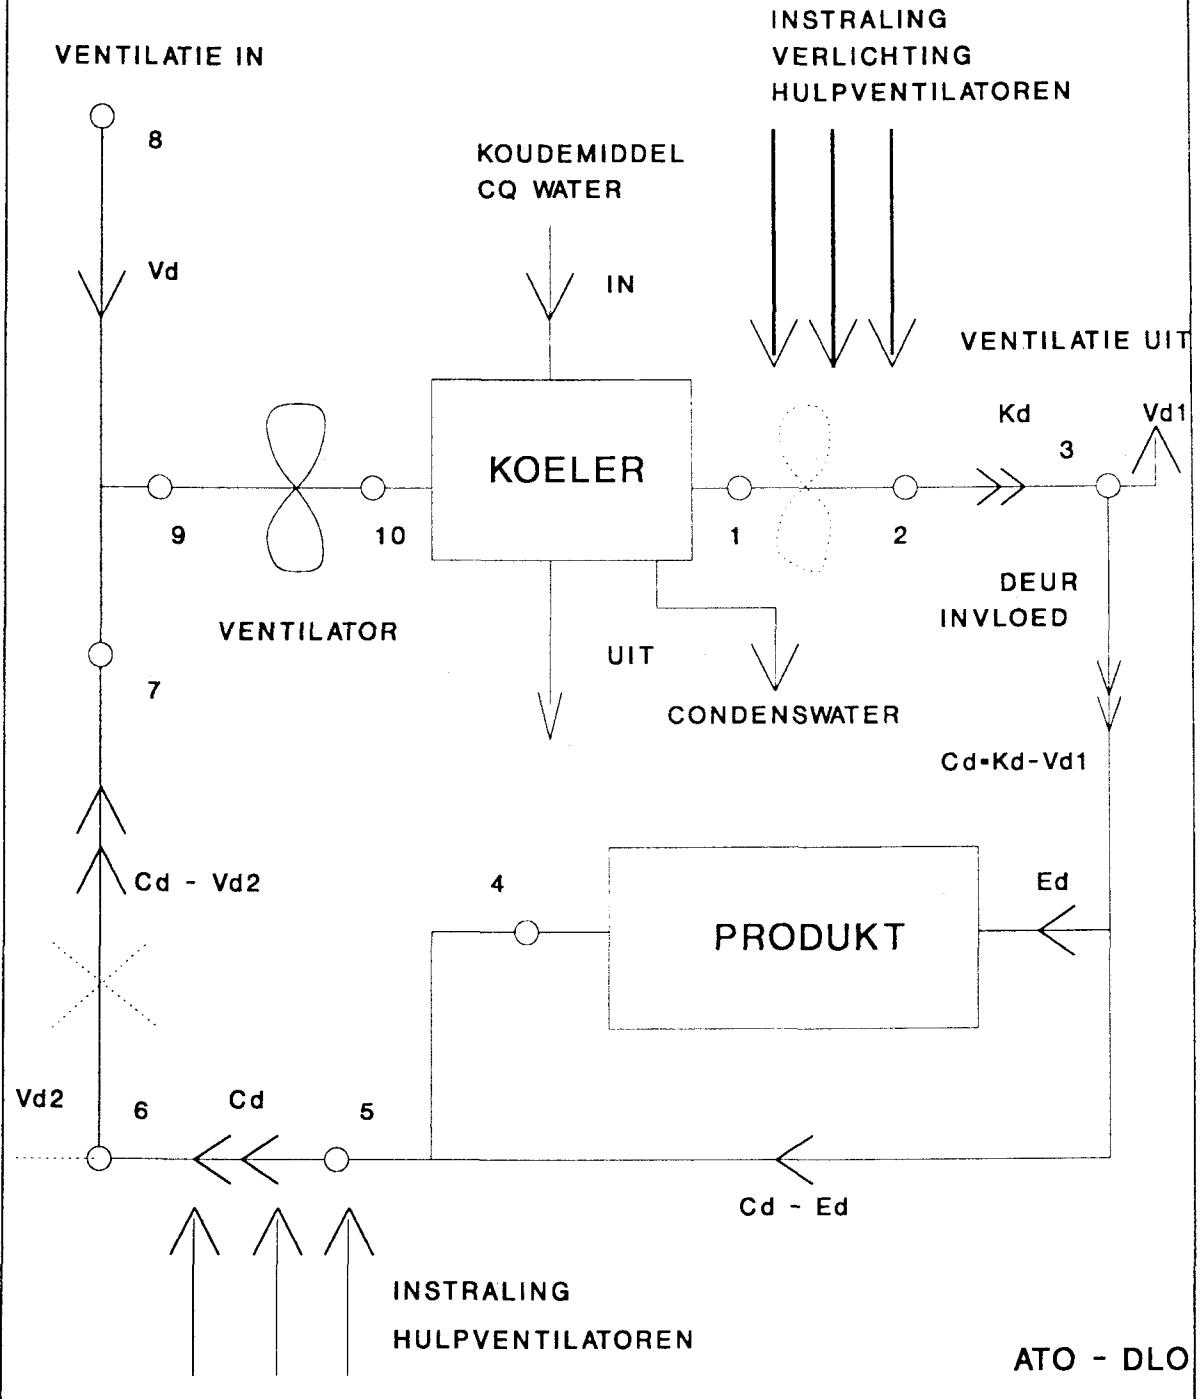 INSTRALING
VERLICHTING
HULPVENTILATOREN
VENTILATIE IN
8
KOUDEMIDDEL
CQ WATER
Vd
IN
VENTILATIE UIT
Kd
Vd1
3
KOELER
9
10
1
2
DEUR
INVLOED
VENTILATOR
UIT
7
CONDENSWATER
Cd=Kd-Vd1
Cd - Vd2
4
Ed
PRODUKT
Vd2
6
Cd
5
Cd - Ed
INSTRALING
HULPVENTILATOREN
ATO - DLO